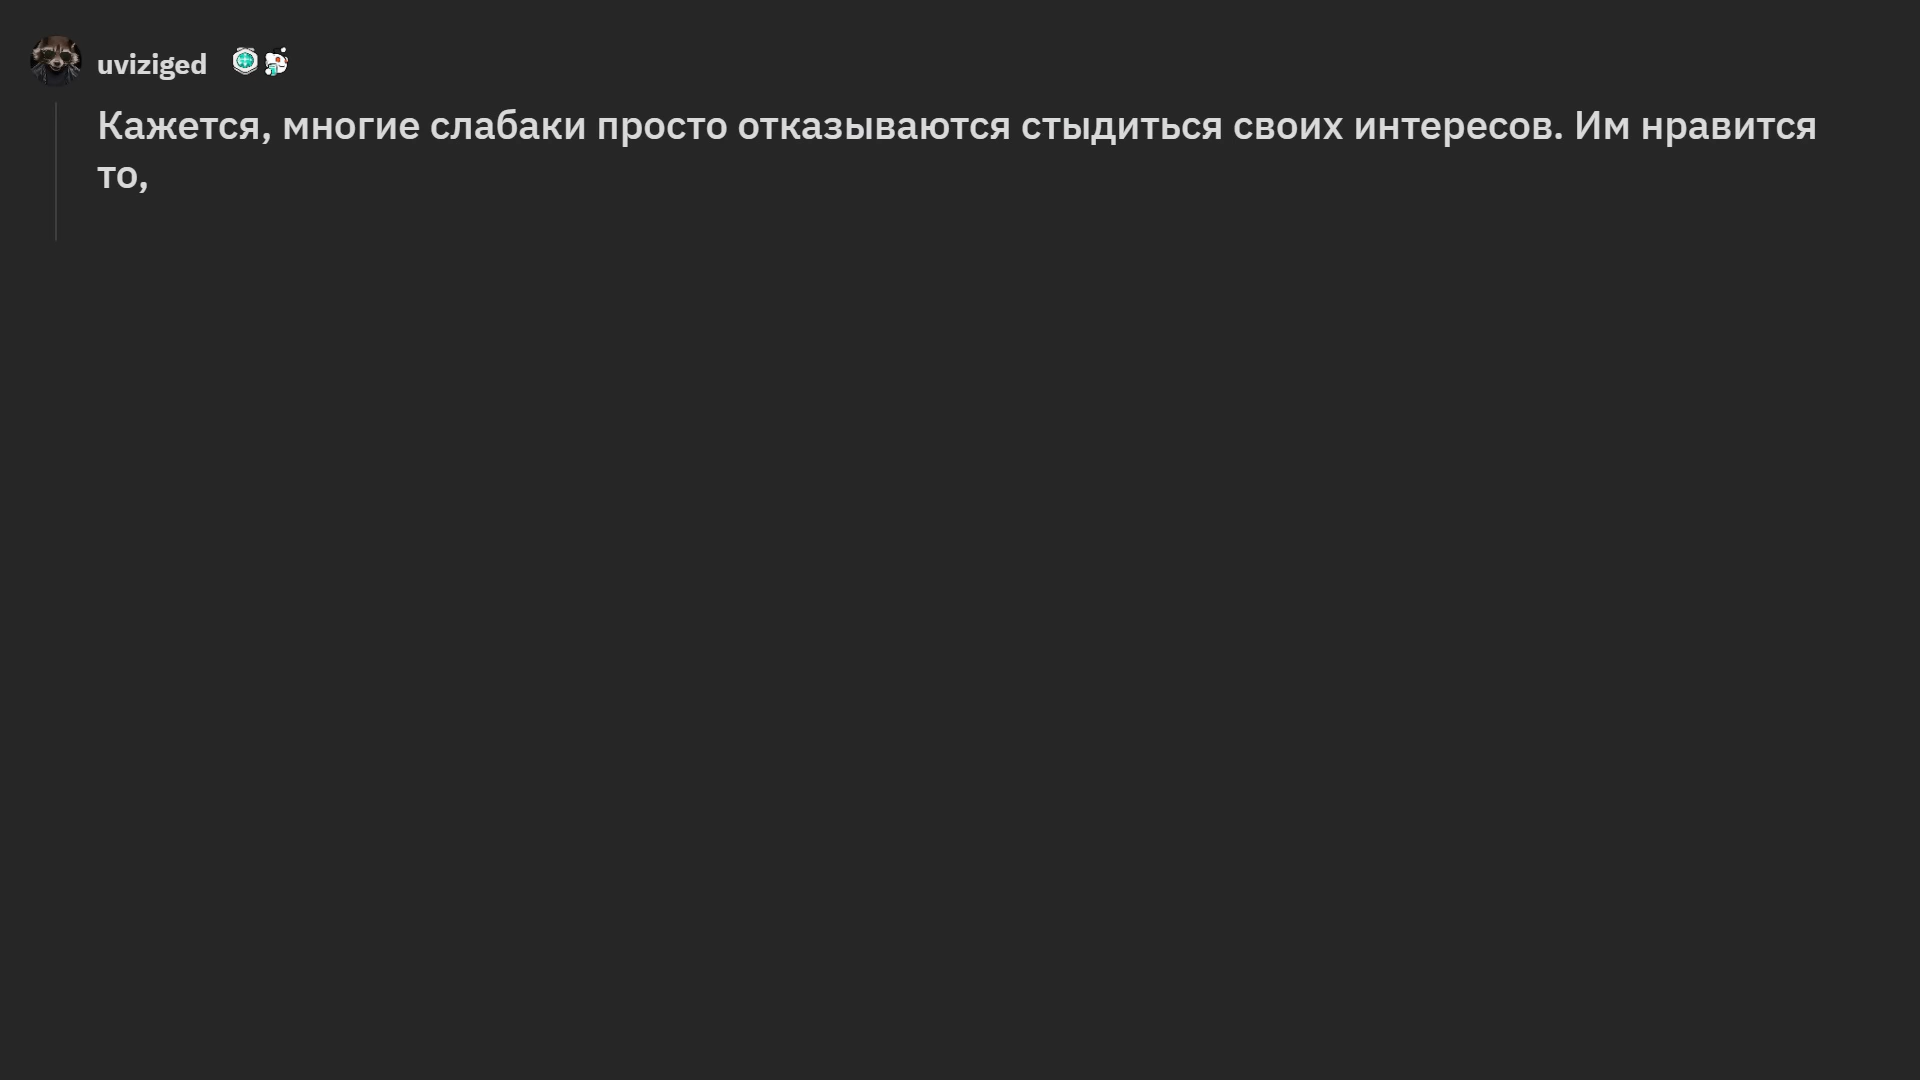 uviziged
Кажется, многие слабаки просто отказываются стыдиться своих интересов. Им нравится
то,